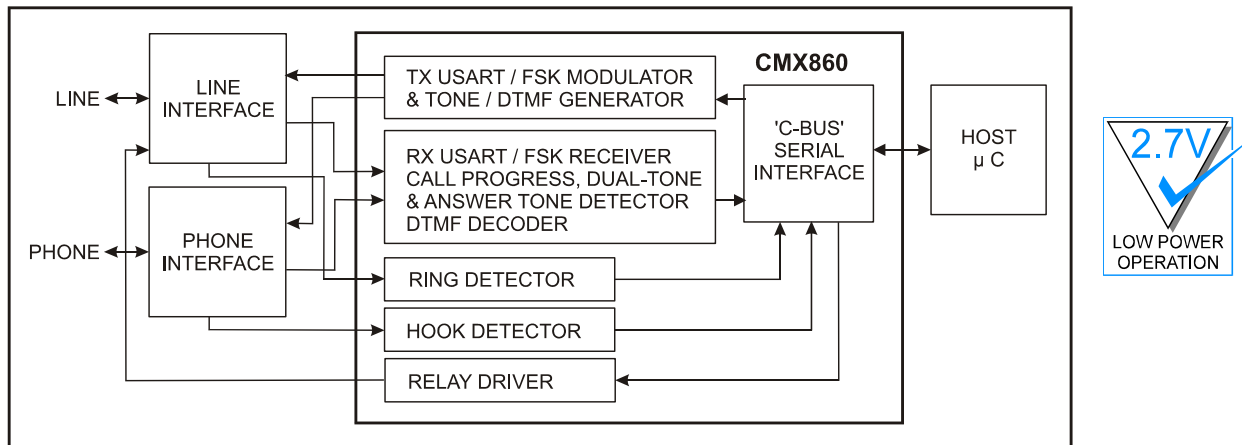 LINE
LINE
INTERFACE
PHONE
PHONE
INTERFACE
CMX860
TX USART / FSK MODULATOR
& TONE / DTMF GENERATOR
RX USART / FSK RECEIVER
CALL PROGRESS, DUAL-TONE
& ANSWER TONE DETECTOR
DTMF DECODER
RING DETECTOR
HOOK DETECTOR
RELAY DRIVER
'C-BUS'
SERIAL
INTERFACE
HOST
µ C
2.7V
LOW POWER
OPERATION